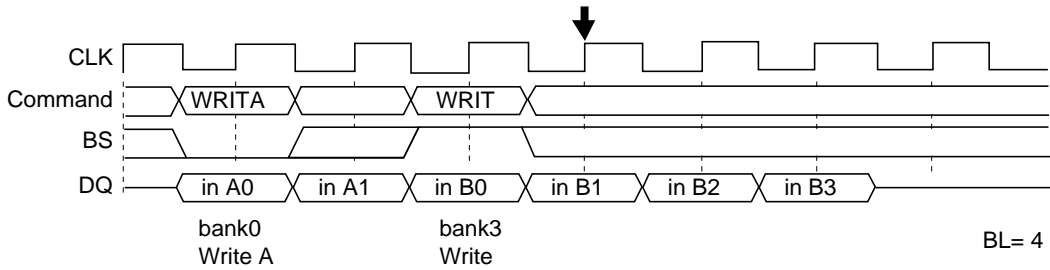 CLK
Command WRITA WRIT
BS
DQ in A0 in A1 in B0 in B1 in B2 in B3
bank0 bank3
Write A Write BL= 4